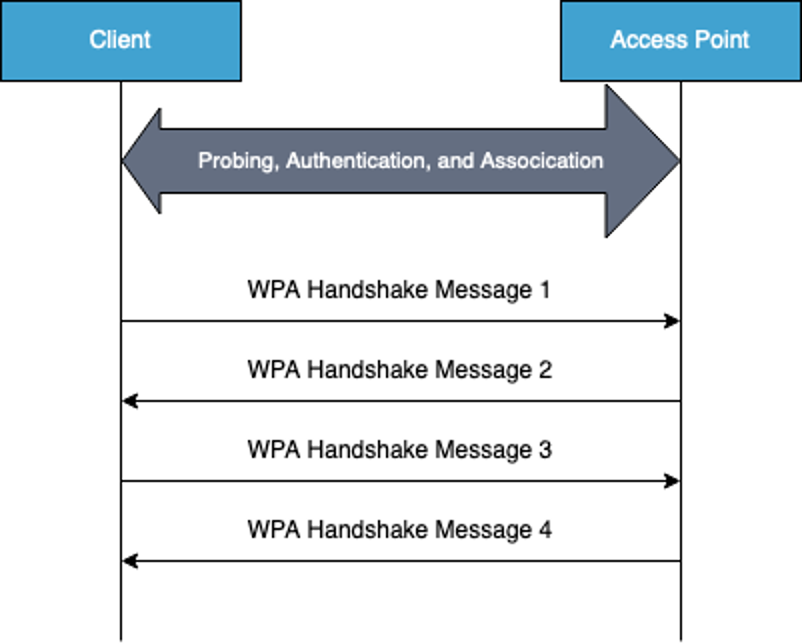 Client
Access Point
Probing, Authentication, and Assocication
WPA Handshake Message 1
WPA Handshake Message 2
WPA Handshake Message 3
WPA Handshake Message 4